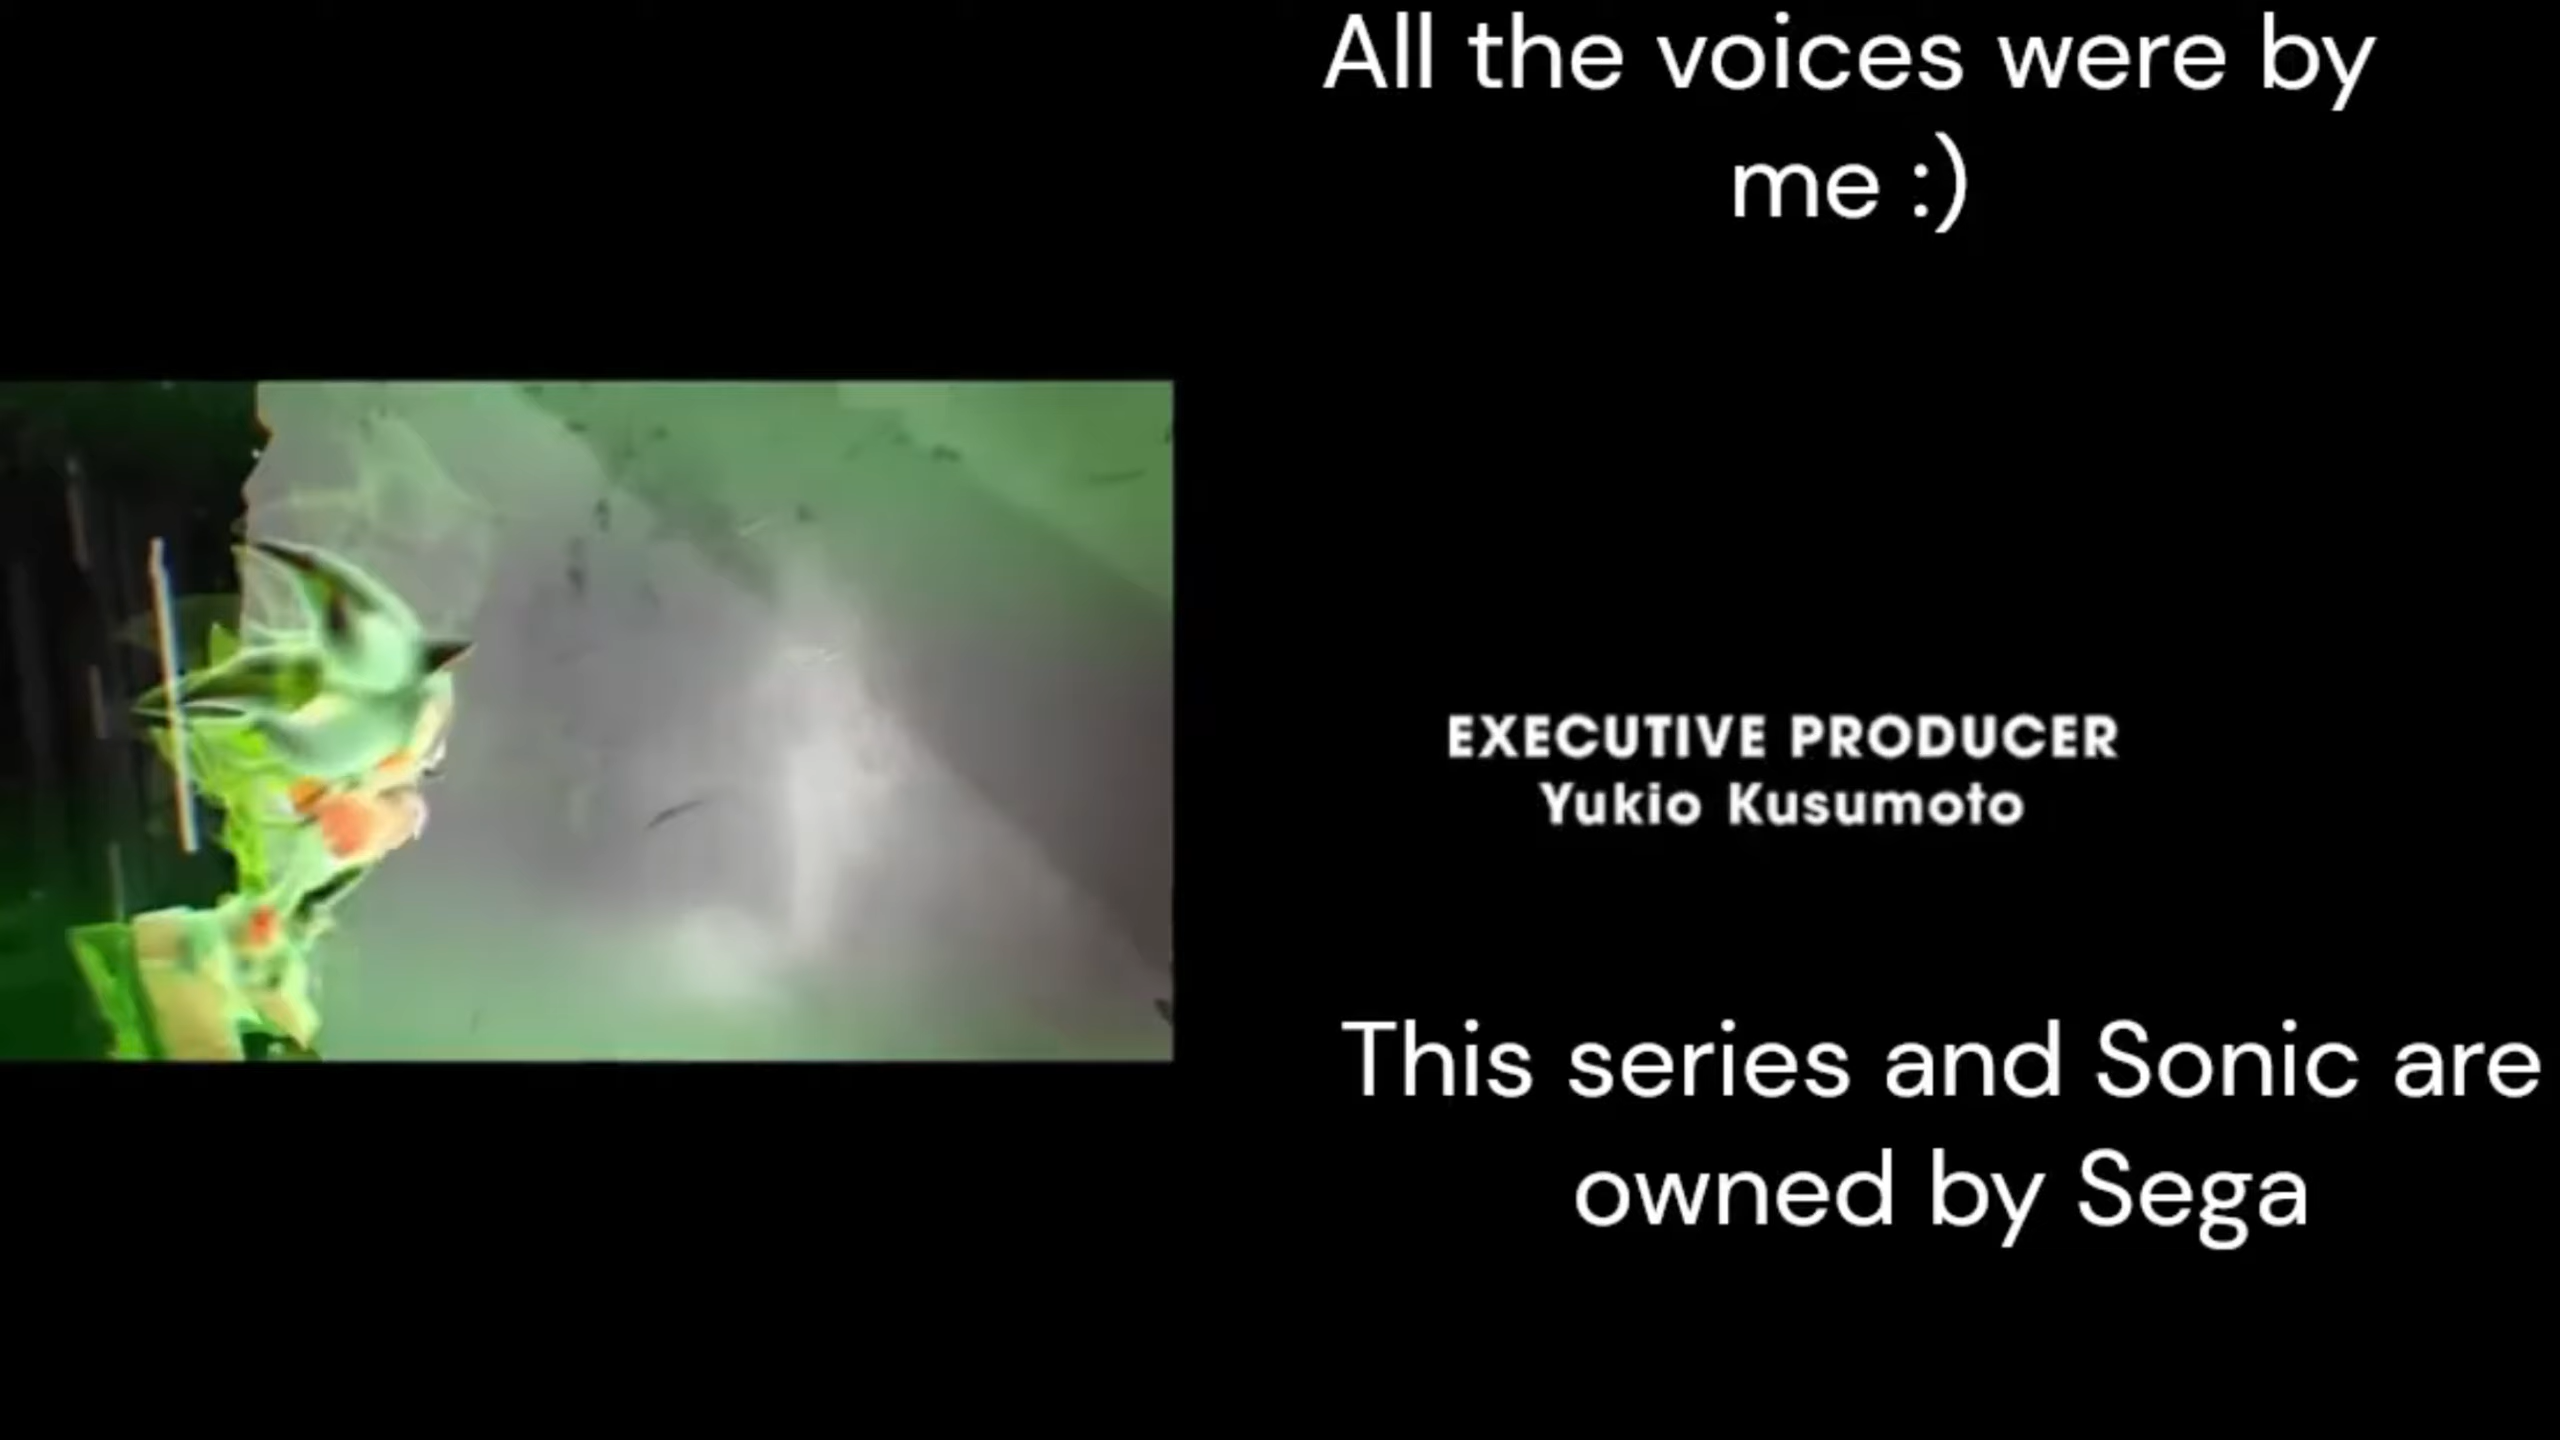 All the voices were by
me :)
EXECUTIVE PRODUCER
Yukio Kusumoto
This series and Sonic are
owned by Sega